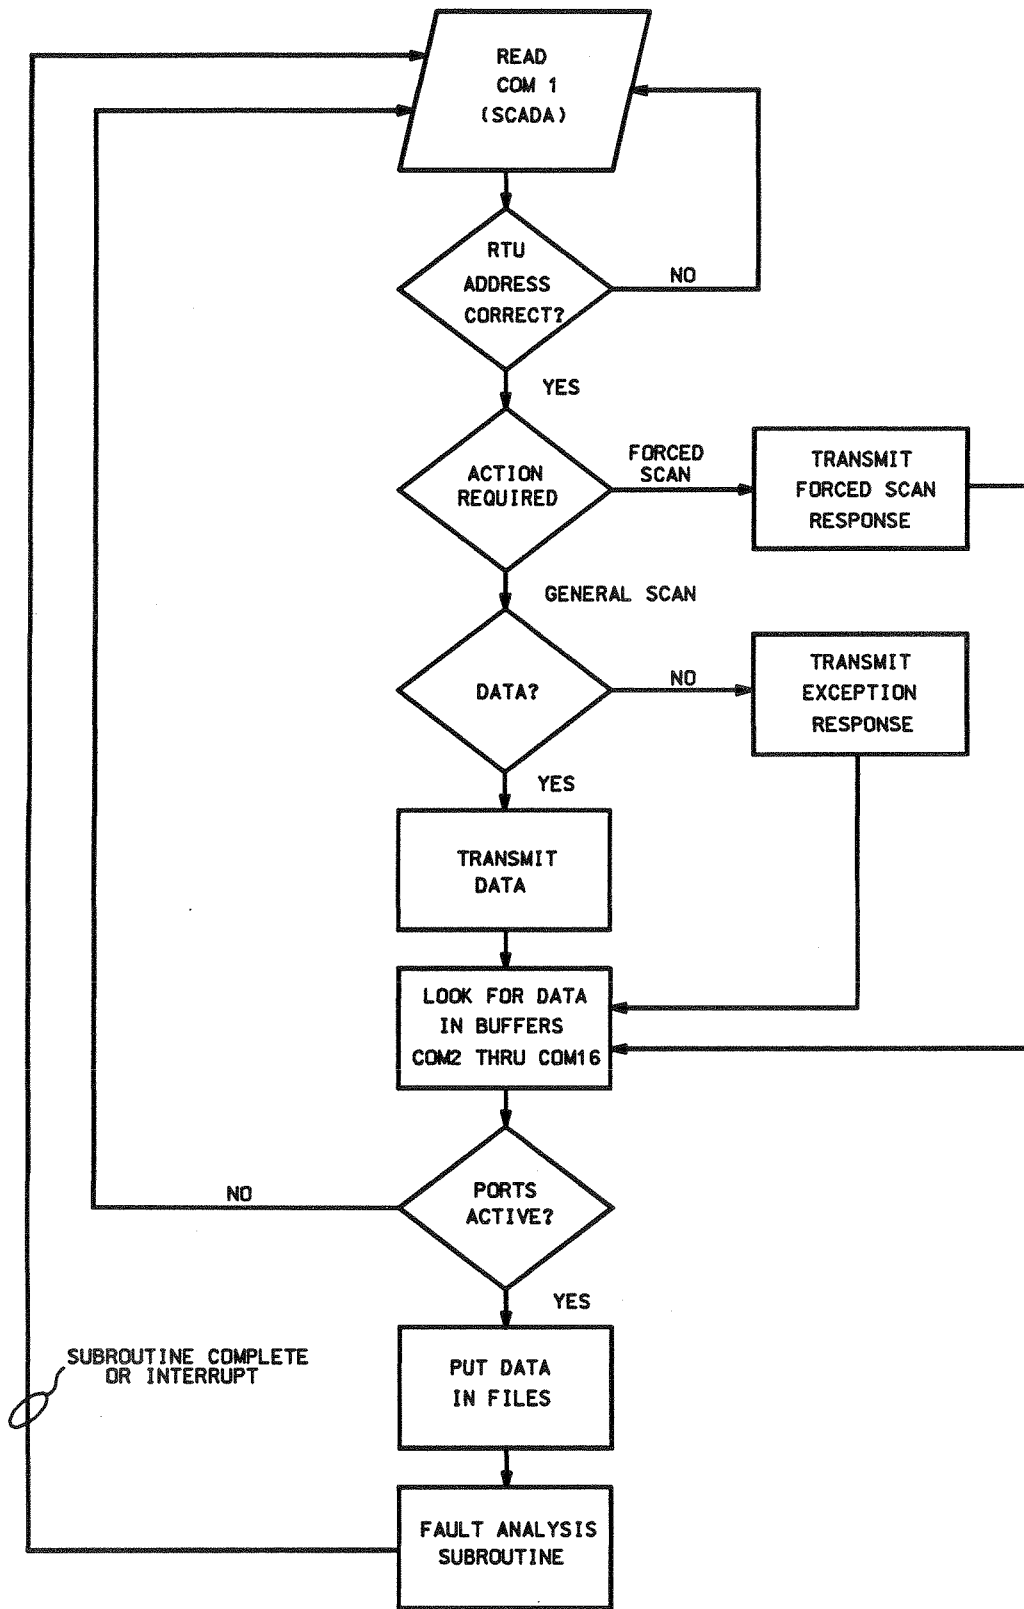 READ
COM 1
(SCADA)
RTU
ADDRESS
CORRECT?
NO
YES
ACTION
REQUIRED
FORCED
SCAN
TRANSMIT
FORCED SCAN
RESPONSE
GENERAL SCAN
DATA?
NO
TRANSMIT
EXCEPTION
RESPONSE
YES
TRANSMIT
DATA
LOOK FOR DATA
IN BUFFERS
COM2 THRU COM16
PORTS
ACTIVE?
NO
YES
PUT DATA
IN FILES
SUBROUTINE COMPLETE
OR INTERRUPT
FAULT ANALYSIS
SUBROUTINE